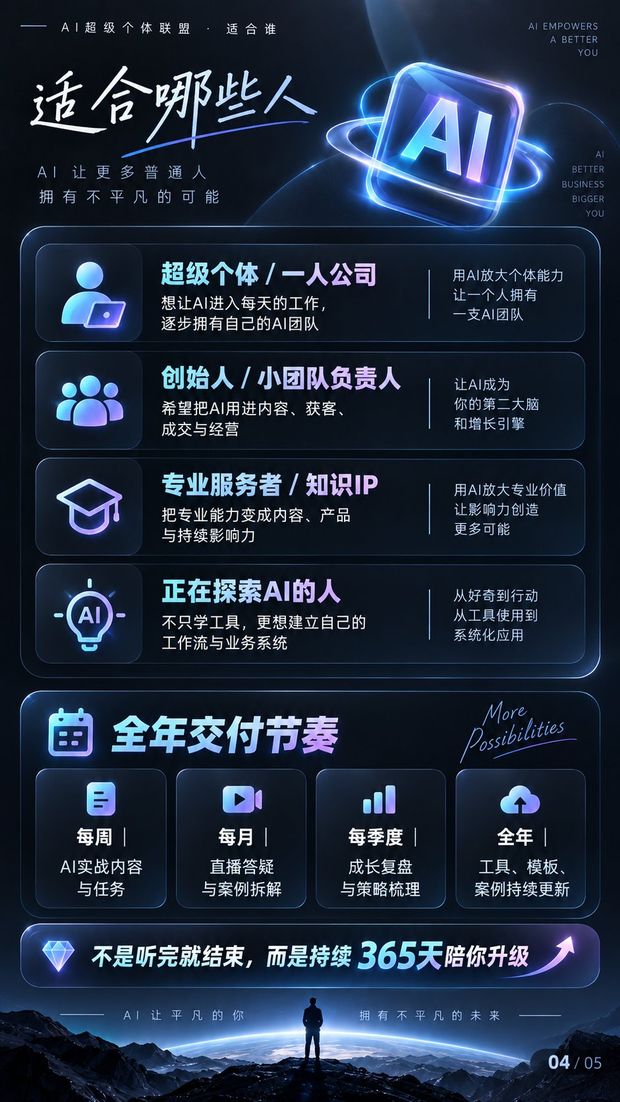 AI超级个体联盟 · 适合谁
AI EMPOWERS
A BETTER
YOU
适合哪些人
AI 让更多普通人
拥有不平凡的可能
AI
AI
BETTER
BUSINESS
BIGGER
YOU
超级个体 / 一人公司
想让AI进入每天的工作，
逐步拥有自己的AI团队
用AI放大个体能力
让一个人拥有
一支AI团队
创始人 / 小团队负责人
希望把AI用进内容、获客、
成交与经营
让AI成为
你的第二大脑
和增长引擎
专业服务者 / 知识IP
把专业能力变成内容、产品
与持续影响力
用AI放大专业价值
让影响力创造
更多可能
AI
正在探索AI的人
不只学工具，更想建立自己的
工作流与业务系统
从好奇到行动
从工具使用到
系统化应用
全年交付节奏
More
Possibilities
每周｜
AI实战内容
与任务
每月｜
直播答疑
与案例拆解
每季度｜
成长复盘
与策略梳理
全年｜
工具、模板、
案例持续更新
不是听完就结束，而是持续 365天陪你升级
AI 让平凡的你
拥有不平凡的未来
04 / 05